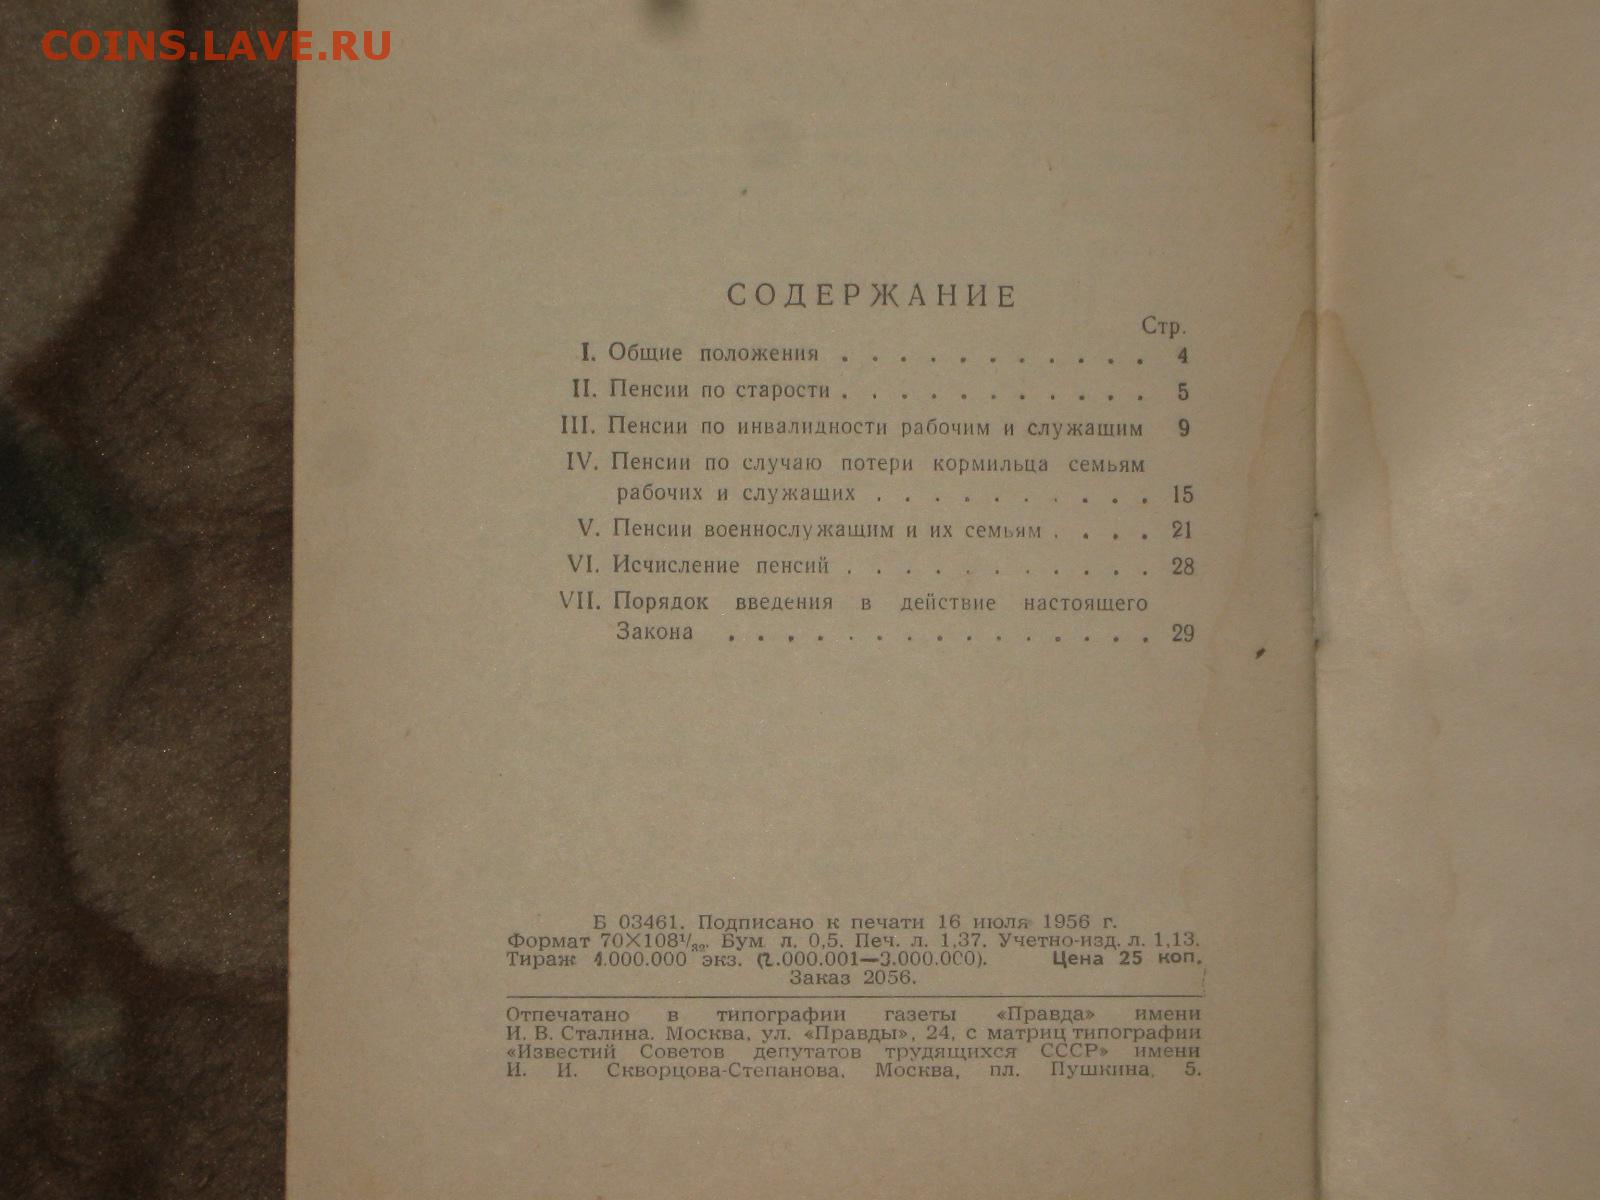 COINS.LAVE.RU
СОДЕРЖАНИЕ
Стр.
I. Общие положения . . . . . . . . . . . 4
II. Пенсии по старости . . . . . . . . . . . 5
III. Пенсии по инвалидности рабочим и служащим 9
IV. Пенсии по случаю потери кормильца семьям
рабочих и служащих . . . . . . . . . . 15
V. Пенсии военнослужащим и их семьям . . . . 21
VI. Исчисление пенсий . . . . . . . . . . . 28
VII. Порядок введения в действие настоящего
Закона . . . . . . . . . . . . . . . 29
Б 03461. Подписано к печати 16 июля 1956 г.
Формат 70×108¹/₃₂. Бум. л. 0,5. Печ. л. 1,37. Учетно-изд. л. 1,13.
Тираж 1.000.000 экз. (2.000.001—3.000.000). Цена 25 коп.
Заказ 2056.
Отпечатано в типографии газеты «Правда» имени
И. В. Сталина. Москва, ул. «Правды», 24, с матриц типографии
«Известий Советов депутатов трудящихся СССР» имени
И. И. Скворцова-Степанова. Москва, пл. Пушкина, 5.